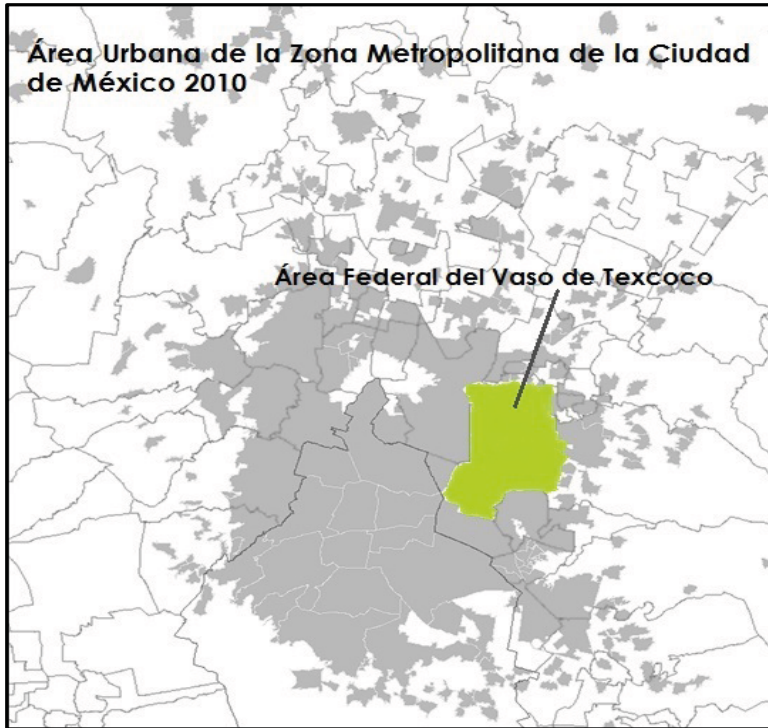 Área Urbana de la Zona Metropolitana de la Ciudad
de México 2010
Área Federal del Vaso de Texcoco